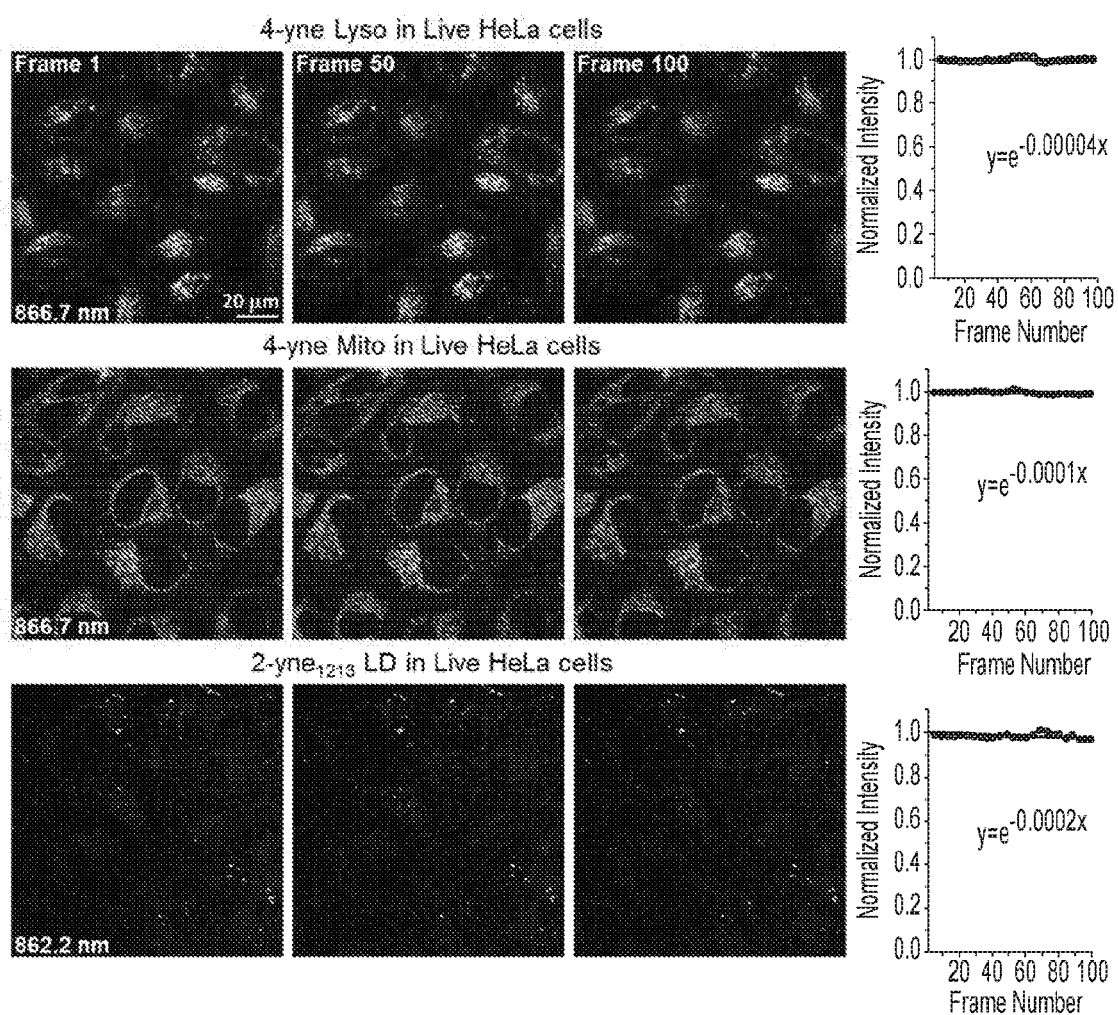 4-yne Lyso in Live HeLa cells
Frame 1
Frame 50
Frame 100
866.7 nm
20 μm
Normalized Intensity
1.0
0.8
0.6
0.4
0.2
0.0
y=e^-0.00004x
20 40 60 80 100
Frame Number
4-yne Mito in Live HeLa cells
866.7 nm
Normalized Intensity
1.0
0.8
0.6
0.4
0.2
0.0
y=e^-0.0001x
20 40 60 80 100
Frame Number
2-yne1213 LD in Live HeLa cells
862.2 nm
Normalized Intensity
1.0
0.8
0.6
0.4
0.2
0.0
y=e^-0.0002x
20 40 60 80 100
Frame Number